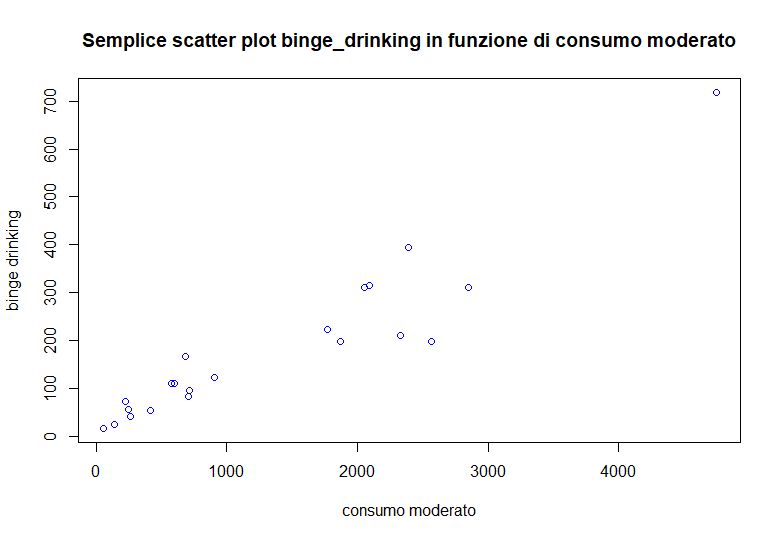 Semplice scatter plot binge_drinking in funzione di consumo moderato
700
600
500
400
300
200
100
0
binge drinking
0 1000 2000 3000 4000
consumo moderato